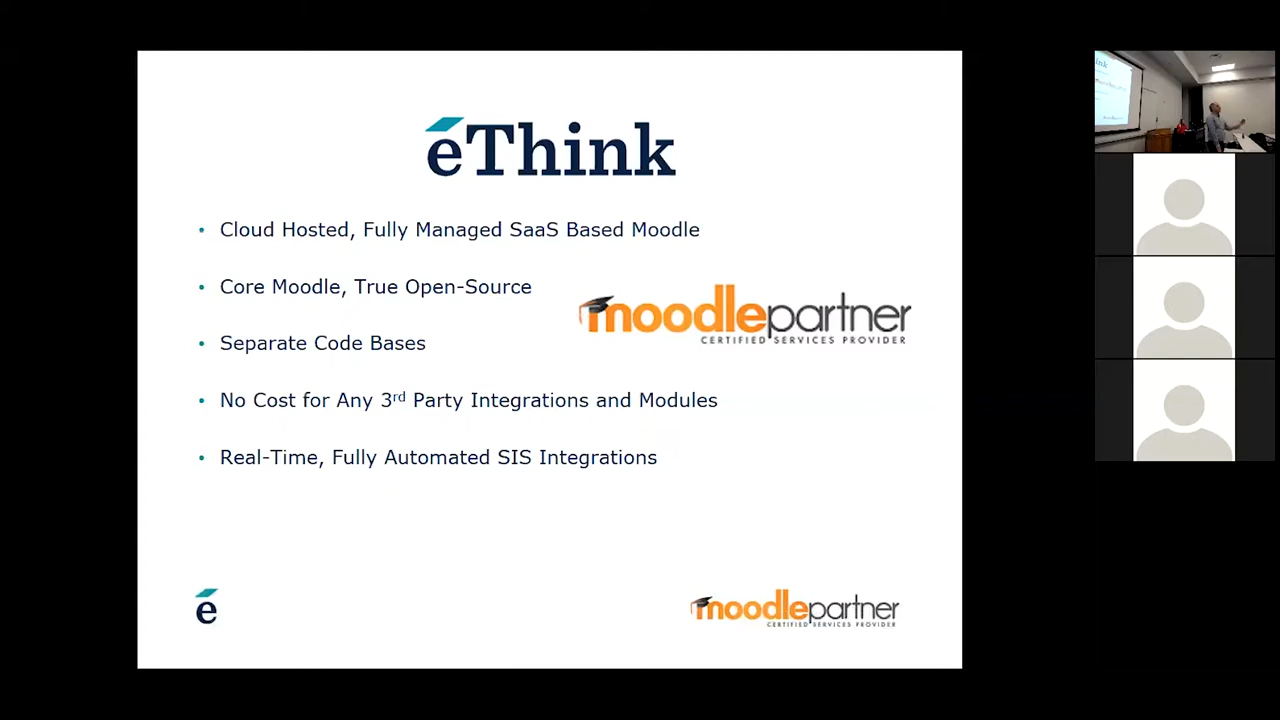 éThink
• Cloud Hosted, Fully Managed SaaS Based Moodle
• Core Moodle, True Open-Source
moodlepartner
CERTIFIED SERVICES PROVIDER
• Separate Code Bases
• No Cost for Any 3rd Party Integrations and Modules
• Real-Time, Fully Automated SIS Integrations
é
moodlepartner
CERTIFIED SERVICES PROVIDER